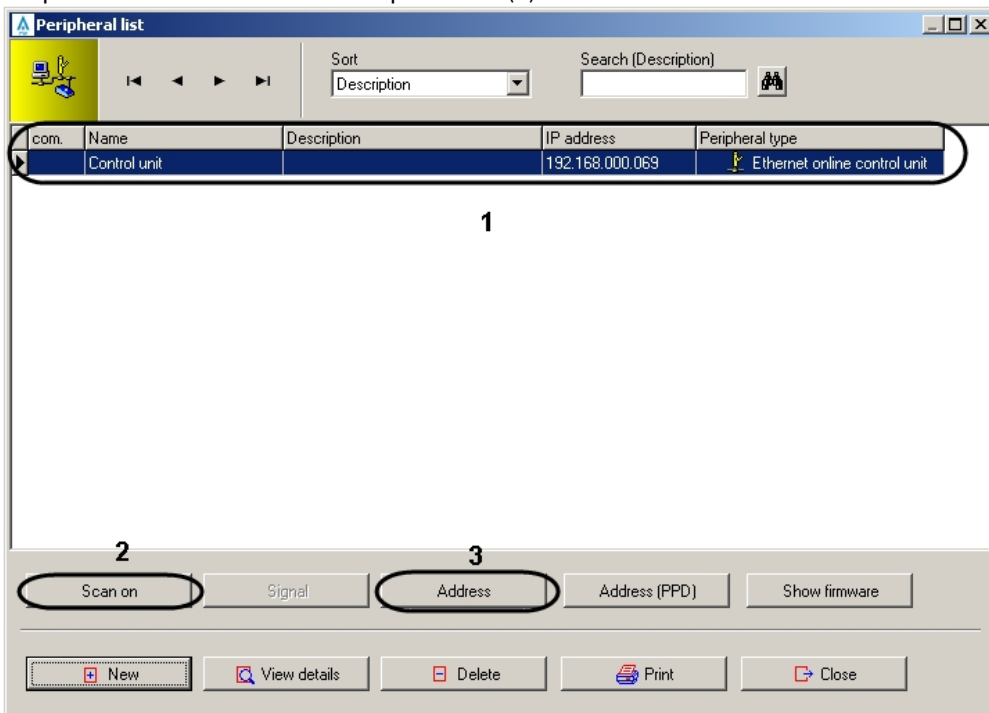 Peripheral list
Sort
Search (Description)
Description
com. Name Description IP address Peripheral type
Control unit 192.168.000.069 Ethernet online control unit
1
2 3
Scan on Signal Address Address (PPD) Show firmware
New View details Delete Print Close